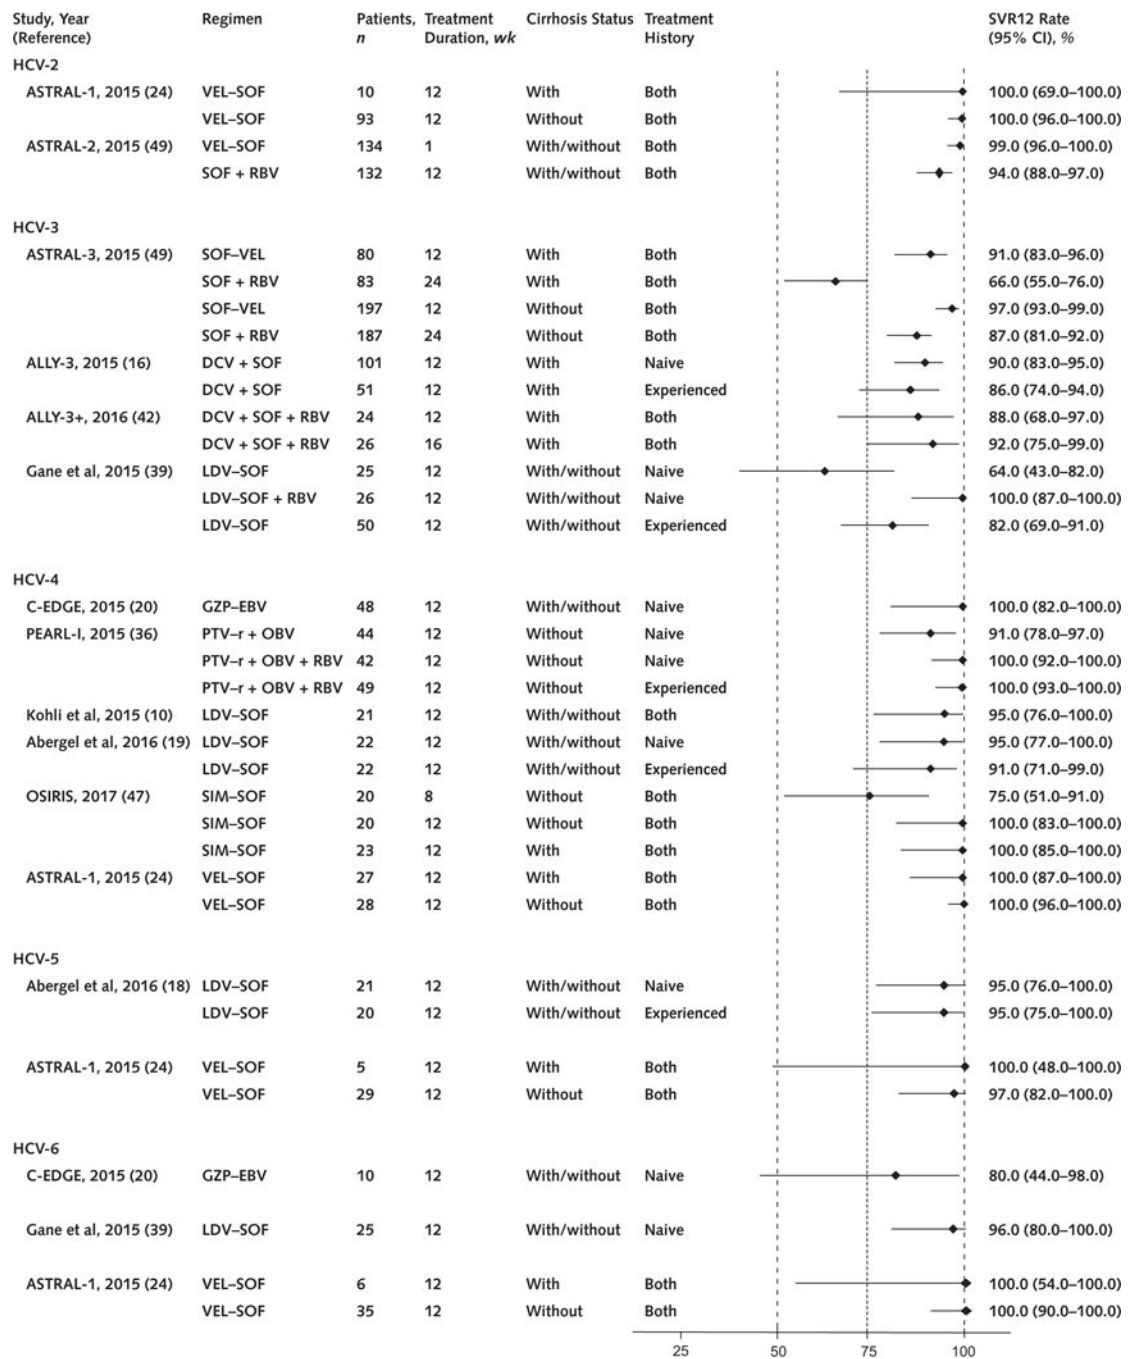 Study, Year Regimen Patients, Treatment Cirrhosis Status Treatment SVR12 Rate
(Reference) n Duration, wk History (95% CI), %
HCV-2
ASTRAL-1, 2015 (24) VEL–SOF 10 12 With Both 100.0 (69.0–100.0)
VEL–SOF 93 12 Without Both 100.0 (96.0–100.0)
ASTRAL-2, 2015 (49) VEL–SOF 134 1 With/without Both 99.0 (96.0–100.0)
SOF + RBV 132 12 With/without Both 94.0 (88.0–97.0)
HCV-3
ASTRAL-3, 2015 (49) SOF–VEL 80 12 With Both 91.0 (83.0–96.0)
SOF + RBV 83 24 With Both 66.0 (55.0–76.0)
SOF–VEL 197 12 Without Both 97.0 (93.0–99.0)
SOF + RBV 187 24 Without Both 87.0 (81.0–92.0)
ALLY-3, 2015 (16) DCV + SOF 101 12 With Naive 90.0 (83.0–95.0)
DCV + SOF 51 12 With Experienced 86.0 (74.0–94.0)
ALLY-3+, 2016 (42) DCV + SOF + RBV 24 12 With Both 88.0 (68.0–97.0)
DCV + SOF + RBV 26 16 With Both 92.0 (75.0–99.0)
Gane et al, 2015 (39) LDV–SOF 25 12 With/without Naive 64.0 (43.0–82.0)
LDV–SOF + RBV 26 12 With/without Naive 100.0 (87.0–100.0)
LDV–SOF 50 12 With/without Experienced 82.0 (69.0–91.0)
HCV-4
C-EDGE, 2015 (20) GZP–EBV 48 12 With/without Naive 100.0 (82.0–100.0)
PEARL-I, 2015 (36) PTV–r + OBV 44 12 Without Naive 91.0 (78.0–97.0)
PTV–r + OBV + RBV 42 12 Without Naive 100.0 (92.0–100.0)
PTV–r + OBV + RBV 49 12 Without Experienced 100.0 (93.0–100.0)
Kohli et al, 2015 (10) LDV–SOF 21 12 With/without Both 95.0 (76.0–100.0)
Abergel et al, 2016 (19) LDV–SOF 22 12 With/without Naive 95.0 (77.0–100.0)
LDV–SOF 22 12 With/without Experienced 91.0 (71.0–99.0)
OSIRIS, 2017 (47) SIM–SOF 20 8 Without Both 75.0 (51.0–91.0)
SIM–SOF 20 12 Without Both 100.0 (83.0–100.0)
SIM–SOF 23 12 With Both 100.0 (85.0–100.0)
ASTRAL-1, 2015 (24) VEL–SOF 27 12 With Both 100.0 (87.0–100.0)
VEL–SOF 28 12 Without Both 100.0 (96.0–100.0)
HCV-5
Abergel et al, 2016 (18) LDV–SOF 21 12 With/without Naive 95.0 (76.0–100.0)
LDV–SOF 20 12 With/without Experienced 95.0 (75.0–100.0)
ASTRAL-1, 2015 (24) VEL–SOF 5 12 With Both 100.0 (48.0–100.0)
VEL–SOF 29 12 Without Both 97.0 (82.0–100.0)
HCV-6
C-EDGE, 2015 (20) GZP–EBV 10 12 With/without Naive 80.0 (44.0–98.0)
Gane et al, 2015 (39) LDV–SOF 25 12 With/without Naive 96.0 (80.0–100.0)
ASTRAL-1, 2015 (24) VEL–SOF 6 12 With Both 100.0 (54.0–100.0)
VEL–SOF 35 12 Without Both 100.0 (90.0–100.0)
25 50 75 100